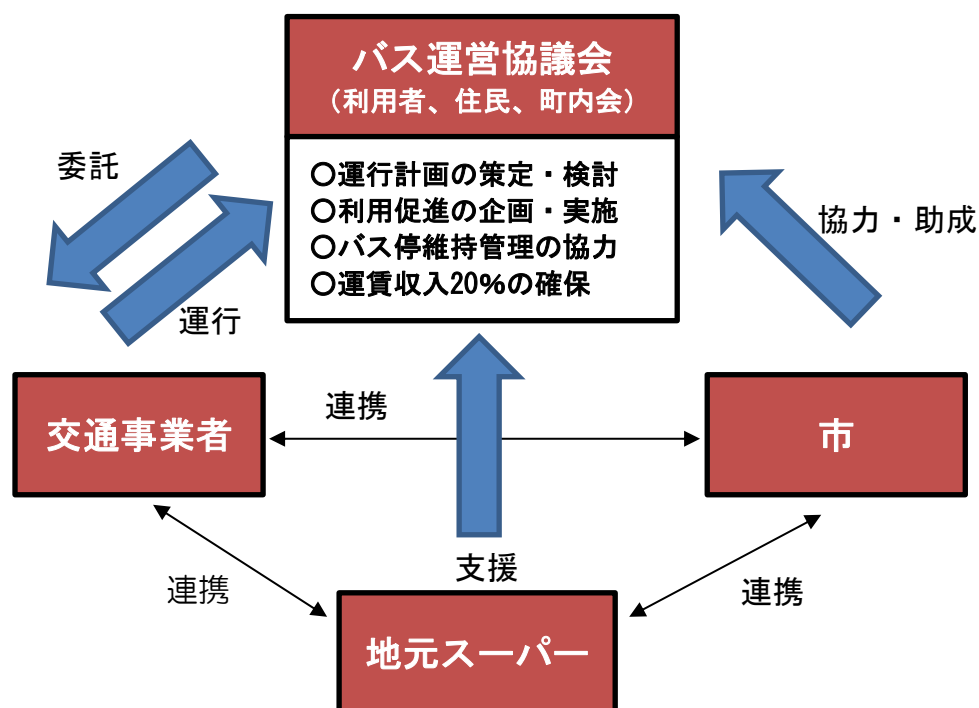 バス運営協議会
（利用者、住民、町内会）
○運行計画の策定・検討
○利用促進の企画・実施
○バス停維持管理の協力
○運賃収入20%の確保
委託
運行
協力・助成
交通事業者
連携
市
連携
支援
連携
地元スーパー